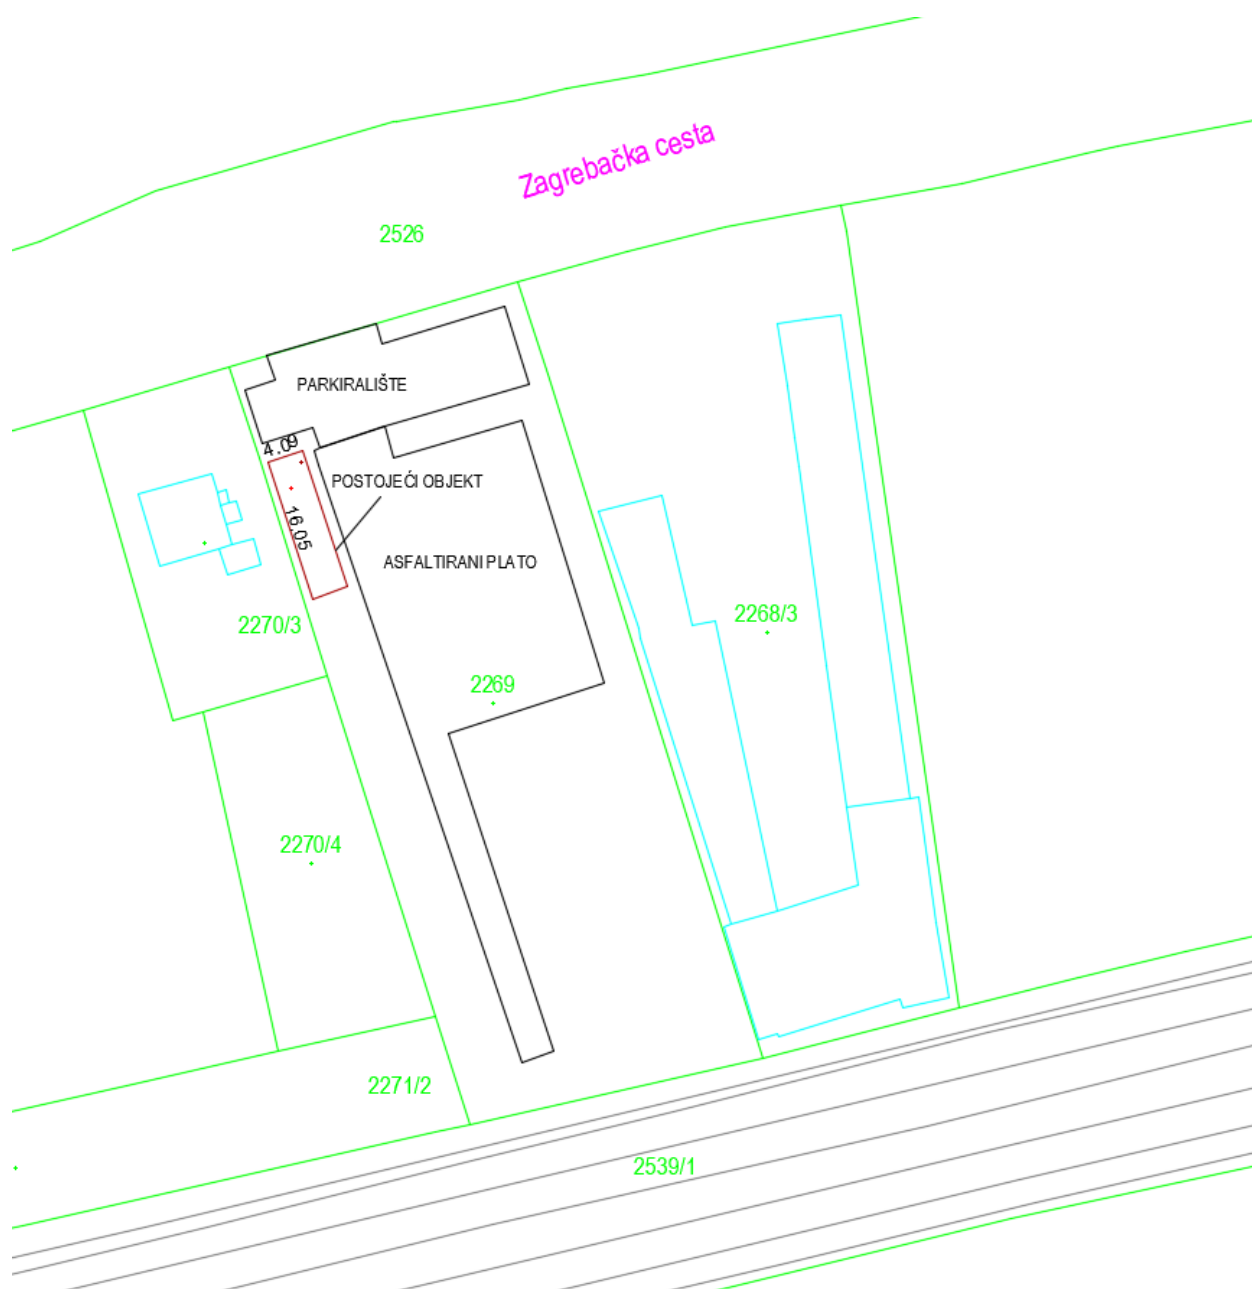 Zagrebačka cesta
2526
PARKIRALIŠTE
4.09
POSTOJEĆI OBJEKT
16.05
ASFALTIRANI PLATO
2270/3
2268/3
2269
2270/4
2271/2
2539/1